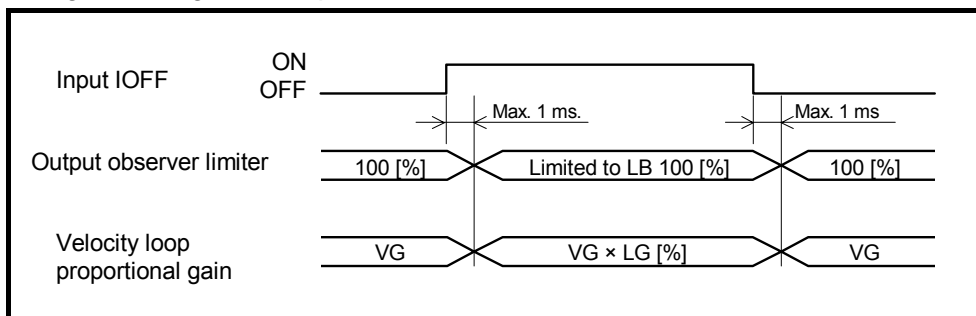 Input IOFF
ON
OFF
Max. 1 ms.
Max. 1 ms
Output observer limiter
100 [%]
Limited to LB 100 [%]
100 [%]
Velocity loop
proportional gain
VG
VG × LG [%]
VG